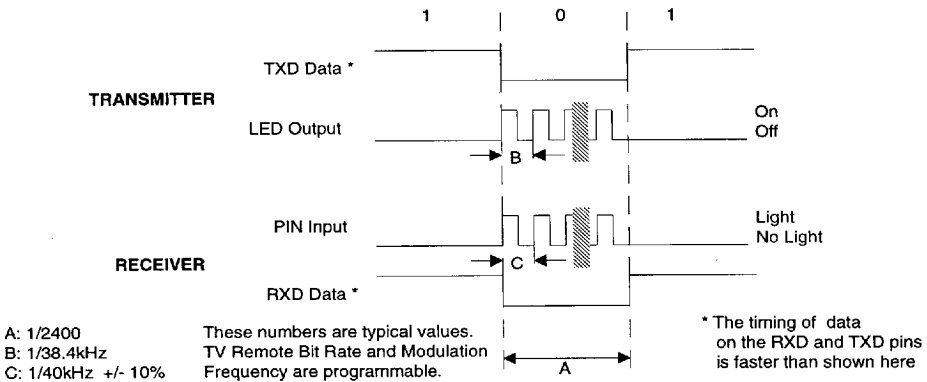 1 0 1
TXD Data *
TRANSMITTER
LED Output
On
Off
B
PIN Input
Light
No Light
C
RECEIVER
RXD Data *
A: 1/2400
B: 1/38.4kHz
C: 1/40kHz +/- 10%
These numbers are typical values.
TV Remote Bit Rate and Modulation
Frequency are programmable.
A
* The timing of data
on the RXD and TXD pins
is faster than shown here